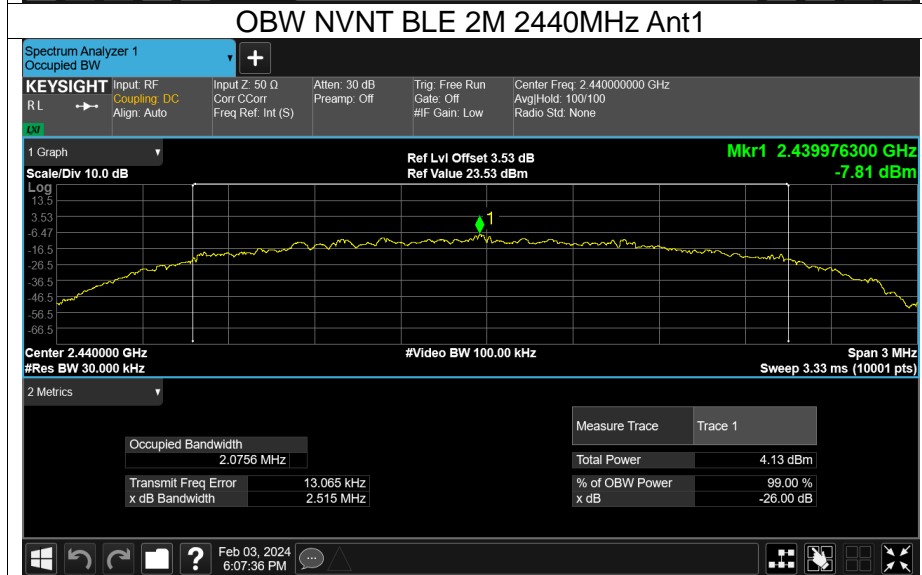 OBW NVNT BLE 2M 2440MHz Ant1
Spectrum Analyzer 1
Occupied BW
▼
+
KEYSIGHT
R L
LXI
Input: RF
Coupling: DC
Align: Auto
Input Z: 50 Ω
Corr CCorr
Freq Ref: Int (S)
Atten: 30 dB
Preamp: Off
Trig: Free Run
Gate: Off
#IF Gain: Low
Center Freq: 2.440000000 GHz
Avg|Hold: 100/100
Radio Std: None
1 Graph ▼
Scale/Div 10.0 dB
Ref Lvl Offset 3.53 dB
Ref Value 23.53 dBm
Mkr1 2.439976300 GHz
-7.81 dBm
Log
13.5
3.53
-6.47
-16.5
-26.5
-36.5
-46.5
-56.5
-66.5
1
Center 2.440000 GHz
#Res BW 30.000 kHz
#Video BW 100.00 kHz
Span 3 MHz
Sweep 3.33 ms (10001 pts)
2 Metrics ▼
Measure Trace Trace 1
Occupied Bandwidth
2.0756 MHz
Total Power 4.13 dBm
Transmit Freq Error 13.065 kHz
% of OBW Power 99.00 %
x dB Bandwidth 2.515 MHz
x dB -26.00 dB
?
Feb 03, 2024
6:07:36 PM